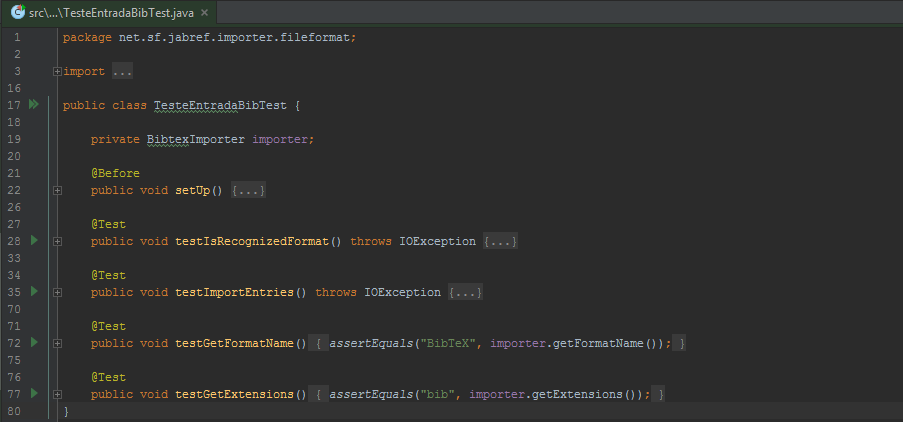 src\...\TesteEntradaBibTest.java ×
1 package net.sf.jabref.importer.fileformat;
2
3 import ...
16
17 public class TesteEntradaBibTest {
18
19 private BibtexImporter importer;
20
21 @Before
22 public void setUp() {...}
26
27 @Test
28 public void testIsRecognizedFormat() throws IOException {...}
33
34 @Test
35 public void testImportEntries() throws IOException {...}
70
71 @Test
72 public void testGetFormatName() { assertEquals("BibTeX", importer.getFormatName()); }
75
76 @Test
77 public void testGetExtensions() { assertEquals("bib", importer.getExtensions()); }
80 }